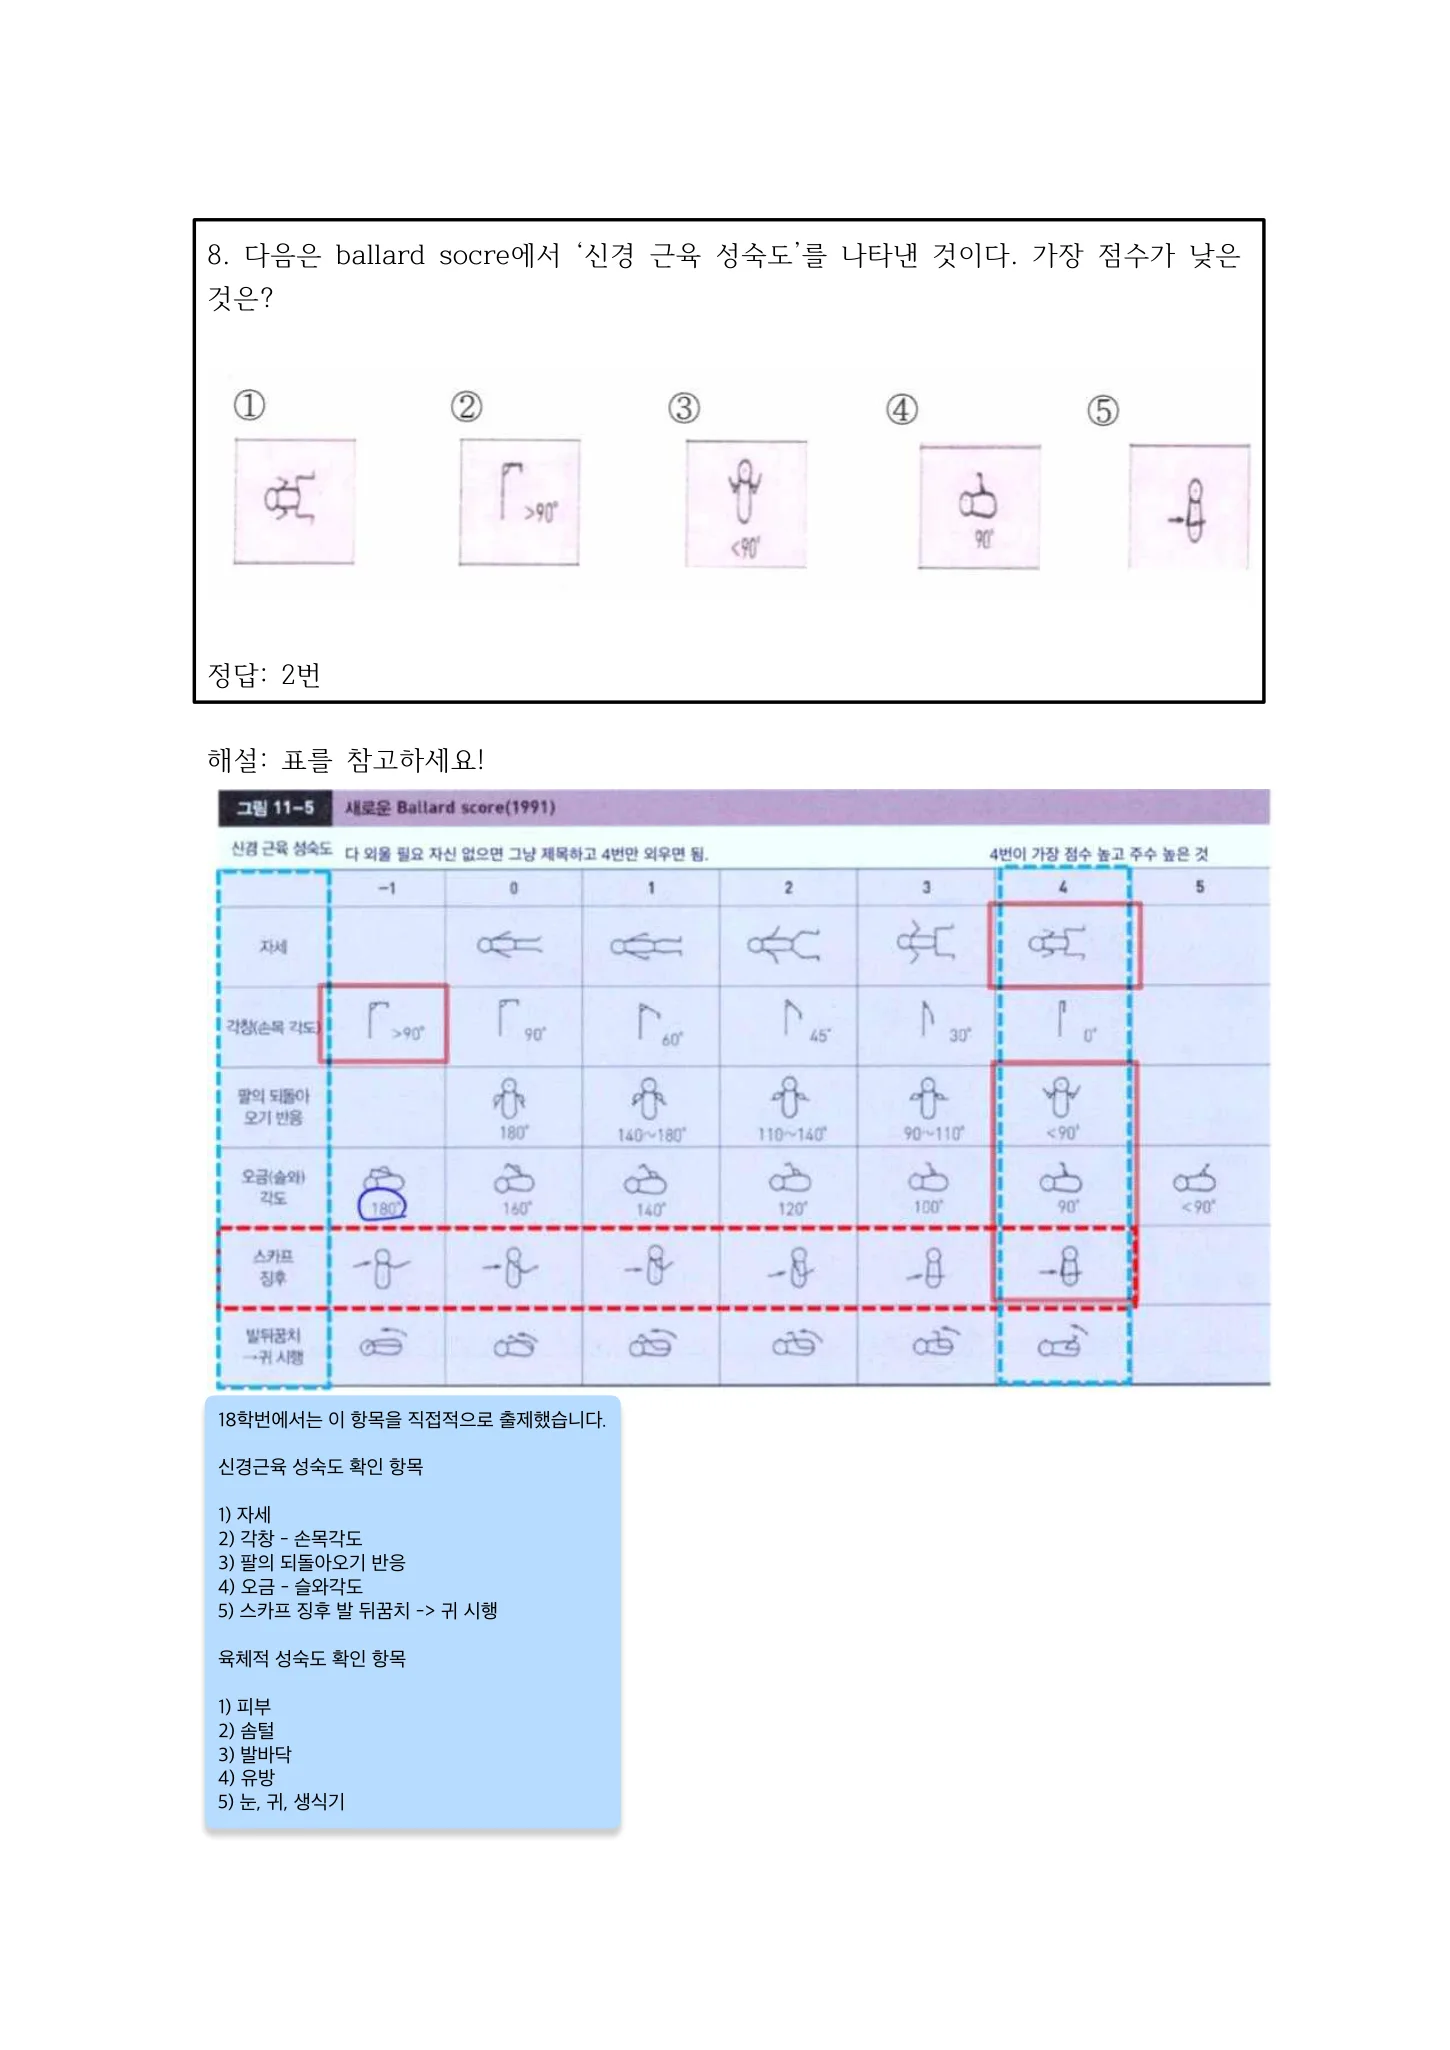 8. 다음은 ballard socre에서 ‘신경 근육 성숙도’를 나타낸 것이다. 가장 점수가 낮은
것은?
① ② ③ ④ ⑤
>90° <90° 90°
정답: 2번
해설: 표를 참고하세요!
그림 11-5 새로운 Ballard score(1991)
신경 근육 성숙도 다 외울 필요 자신 없으면 그냥 제목하고 4번만 외우면 됨. 4번이 가장 점수 높고 주수 높은 것
-1 0 1 2 3 4 5
자세
각창(손목 각도) >90° 90° 60° 45° 30° 0°
팔의 되돌아
오기 반응
180° 140~180° 110~140° 90~110° <90°
오금(슬와)
각도
180° 160° 140° 120° 100° 90° <90°
스카프
징후
발뒤꿈치
→귀 시행
18학번에서는 이 항목을 직접적으로 출제했습니다.
신경근육 성숙도 확인 항목
1) 자세
2) 각창 - 손목각도
3) 팔의 되돌아오기 반응
4) 오금 - 슬와각도
5) 스카프 징후 발 뒤꿈치 -> 귀 시행
육체적 성숙도 확인 항목
1) 피부
2) 솜털
3) 발바닥
4) 유방
5) 눈, 귀, 생식기